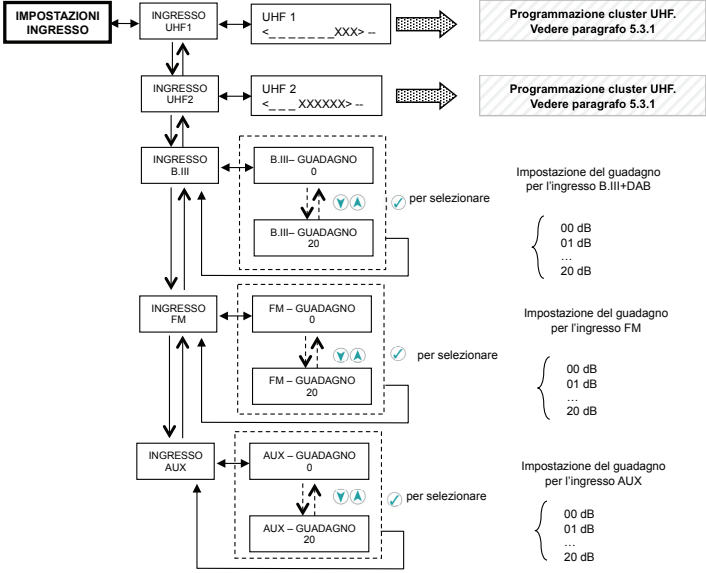 IMPOSTAZIONI
INGRESSO
INGRESSO
UHF1
UHF 1
<_ _ _ _ _ _ _XXX> --
Programmazione cluster UHF.
Vedere paragrafo 5.3.1
INGRESSO
UHF2
UHF 2
<_ _ _ XXXXXX> --
Programmazione cluster UHF.
Vedere paragrafo 5.3.1
INGRESSO
B.III
B.III– GUADAGNO
0
B.III– GUADAGNO
20
per selezionare
Impostazione del guadagno
per l'ingresso B.III+DAB
00 dB
01 dB
…
20 dB
INGRESSO
FM
FM – GUADAGNO
0
FM – GUADAGNO
20
per selezionare
Impostazione del guadagno
per l'ingresso FM
00 dB
01 dB
…
20 dB
INGRESSO
AUX
AUX – GUADAGNO
0
AUX – GUADAGNO
20
per selezionare
Impostazione del guadagno
per l'ingresso AUX
00 dB
01 dB
…
20 dB